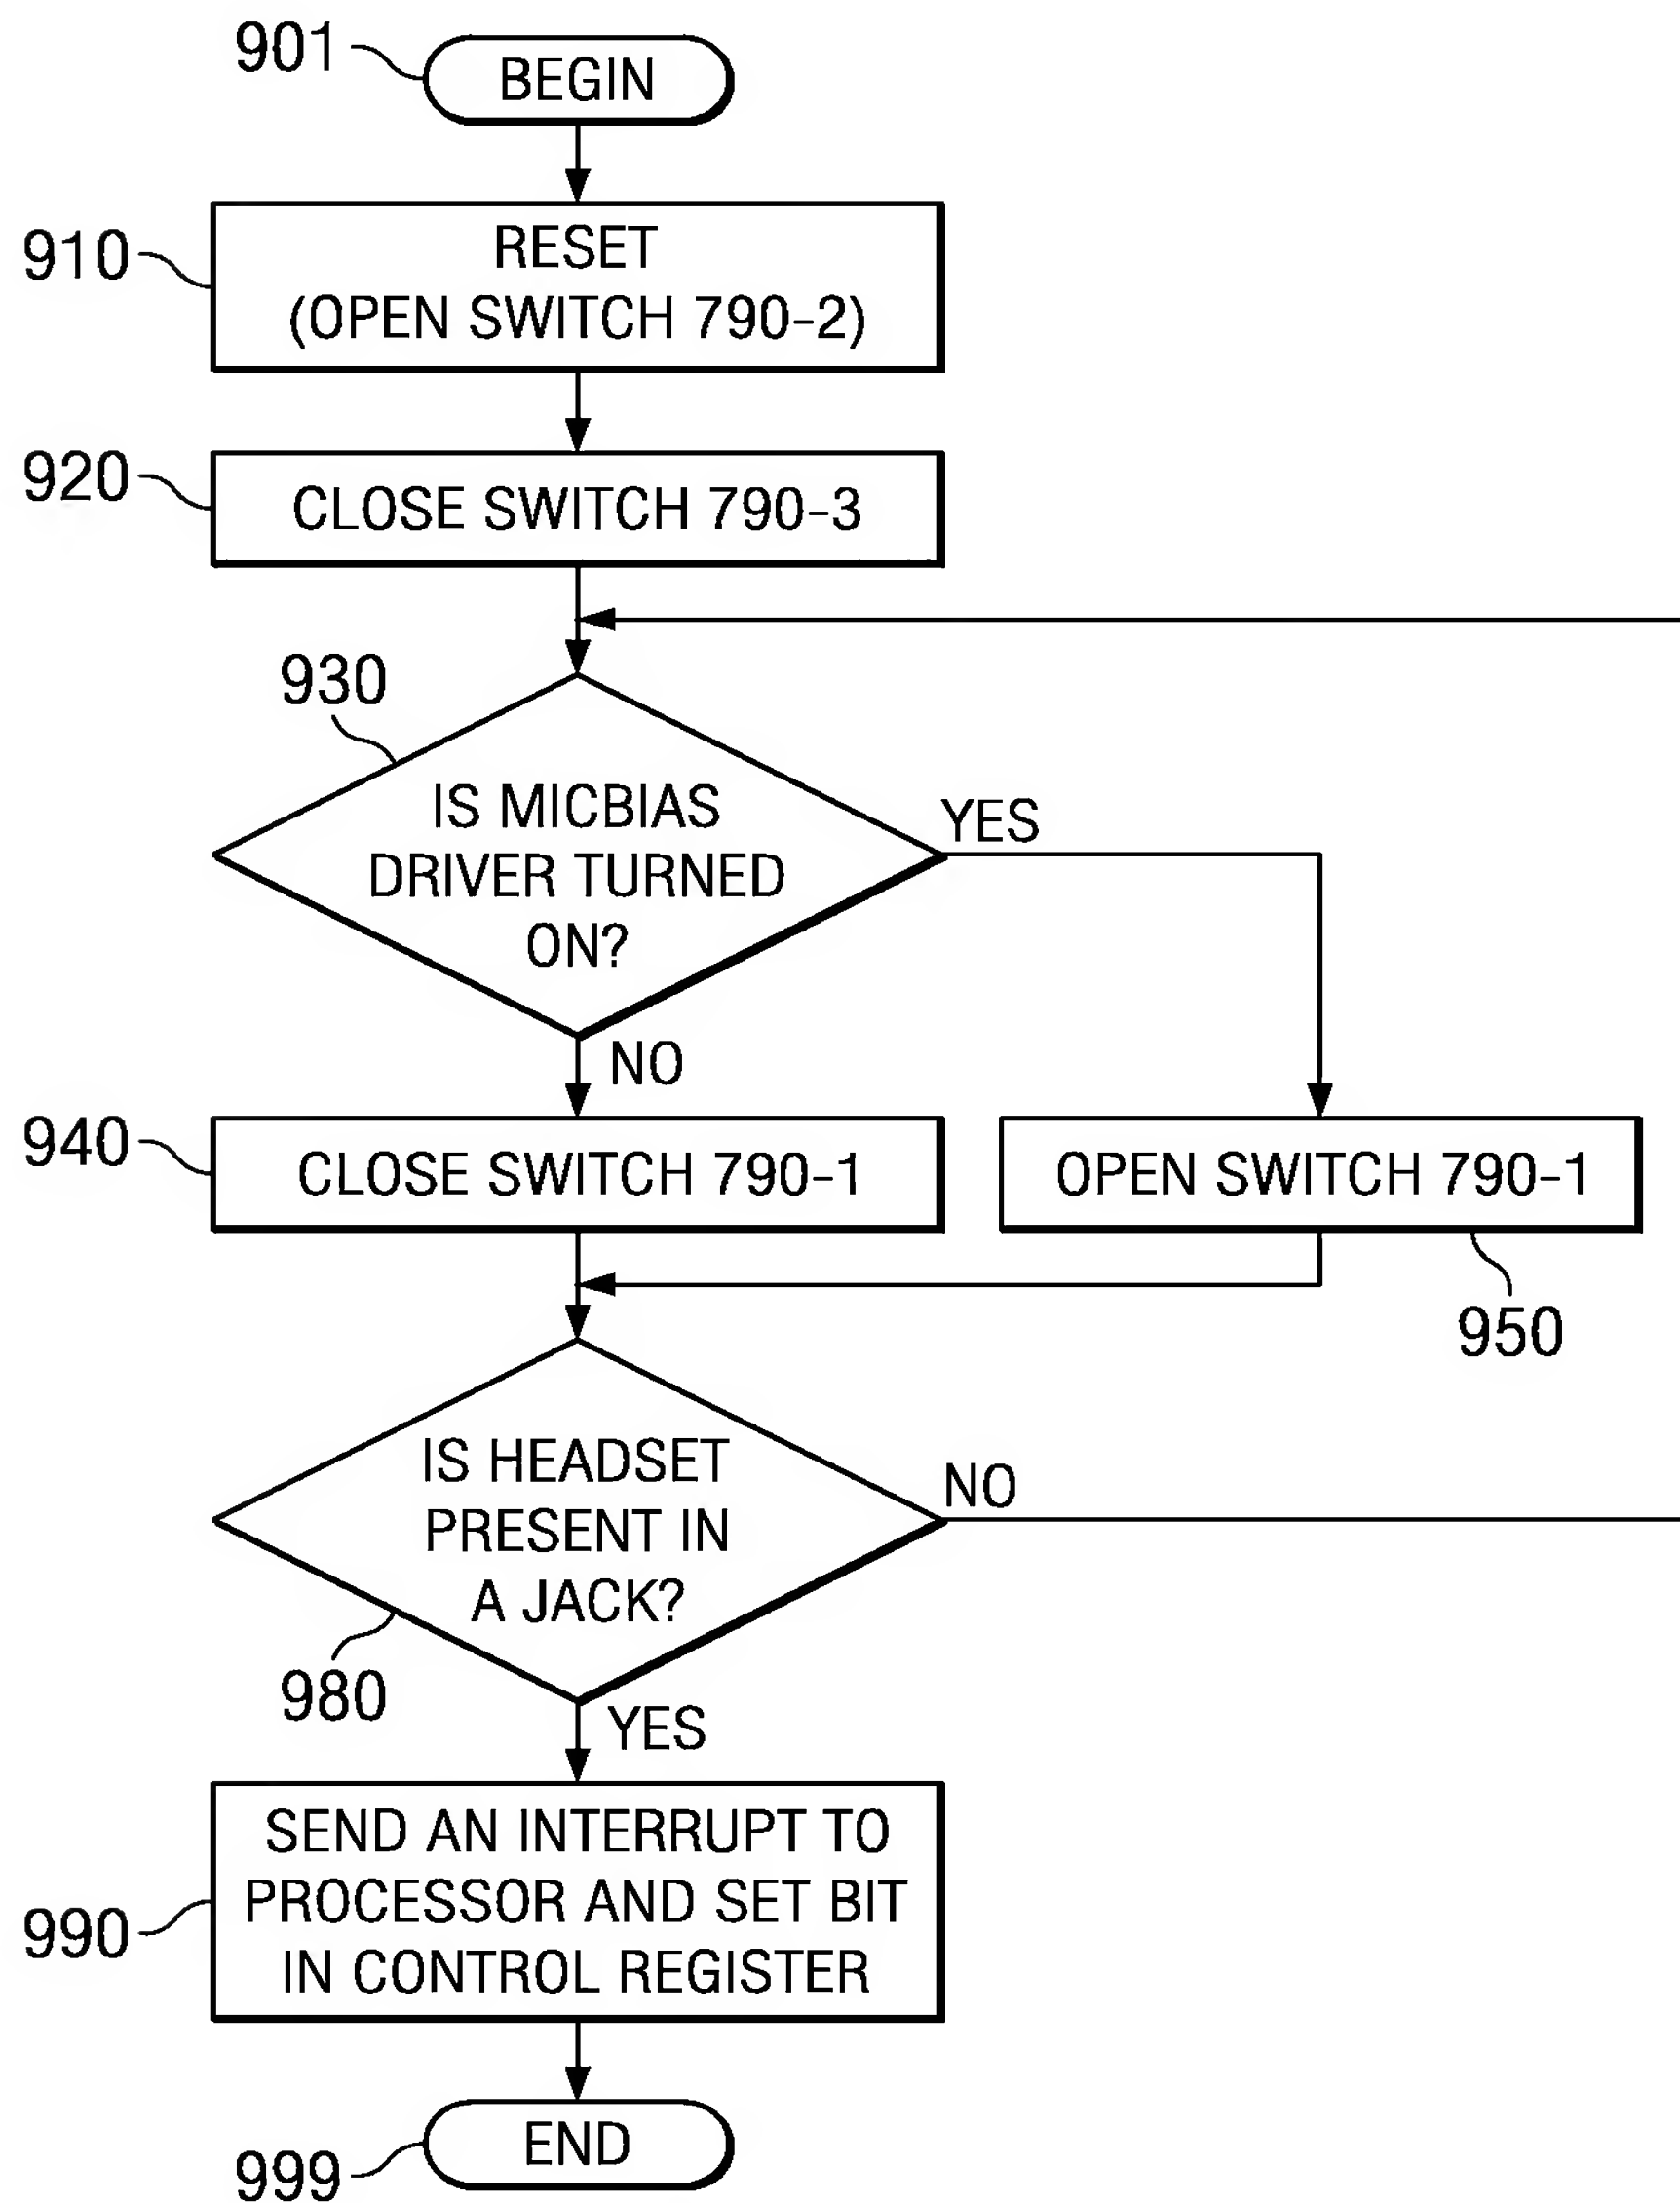 901
BEGIN
910
RESET
(OPEN SWITCH 790-2)
920
CLOSE SWITCH 790-3
930
IS MICBIAS
DRIVER TURNED
ON?
YES
NO
940
CLOSE SWITCH 790-1
OPEN SWITCH 790-1
950
IS HEADSET
PRESENT IN
A JACK?
NO
980
YES
SEND AN INTERRUPT TO
PROCESSOR AND SET BIT
IN CONTROL REGISTER
990
END
999